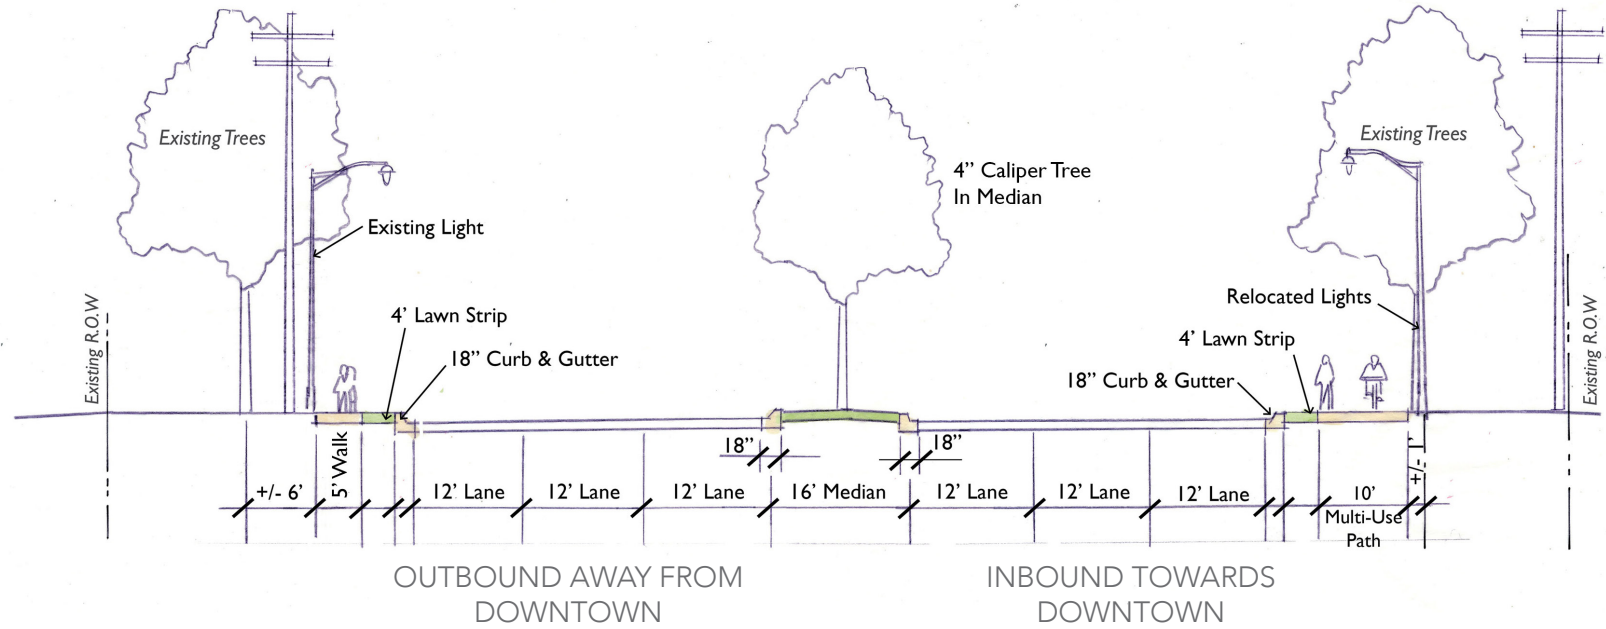 Existing Trees
Existing Trees
4” Caliper Tree
In Median
Existing Light
Relocated Lights
Existing R.O.W
Existing R.O.W
4’ Lawn Strip
4’ Lawn Strip
18” Curb & Gutter
18” Curb & Gutter
18”
18”
+/- 6’
5’ Walk
12’ Lane
12’ Lane
12’ Lane
16’ Median
12’ Lane
12’ Lane
12’ Lane
10’
Multi-Use
Path
+/- 1’
OUTBOUND AWAY FROM
DOWNTOWN
INBOUND TOWARDS
DOWNTOWN